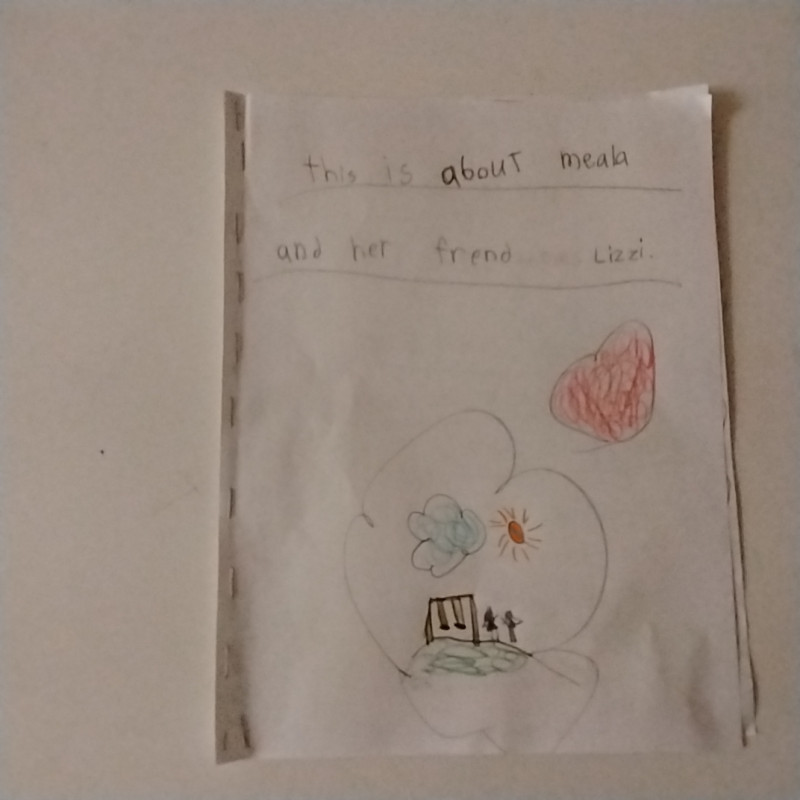 this is about meala
and her frend Lizzi.